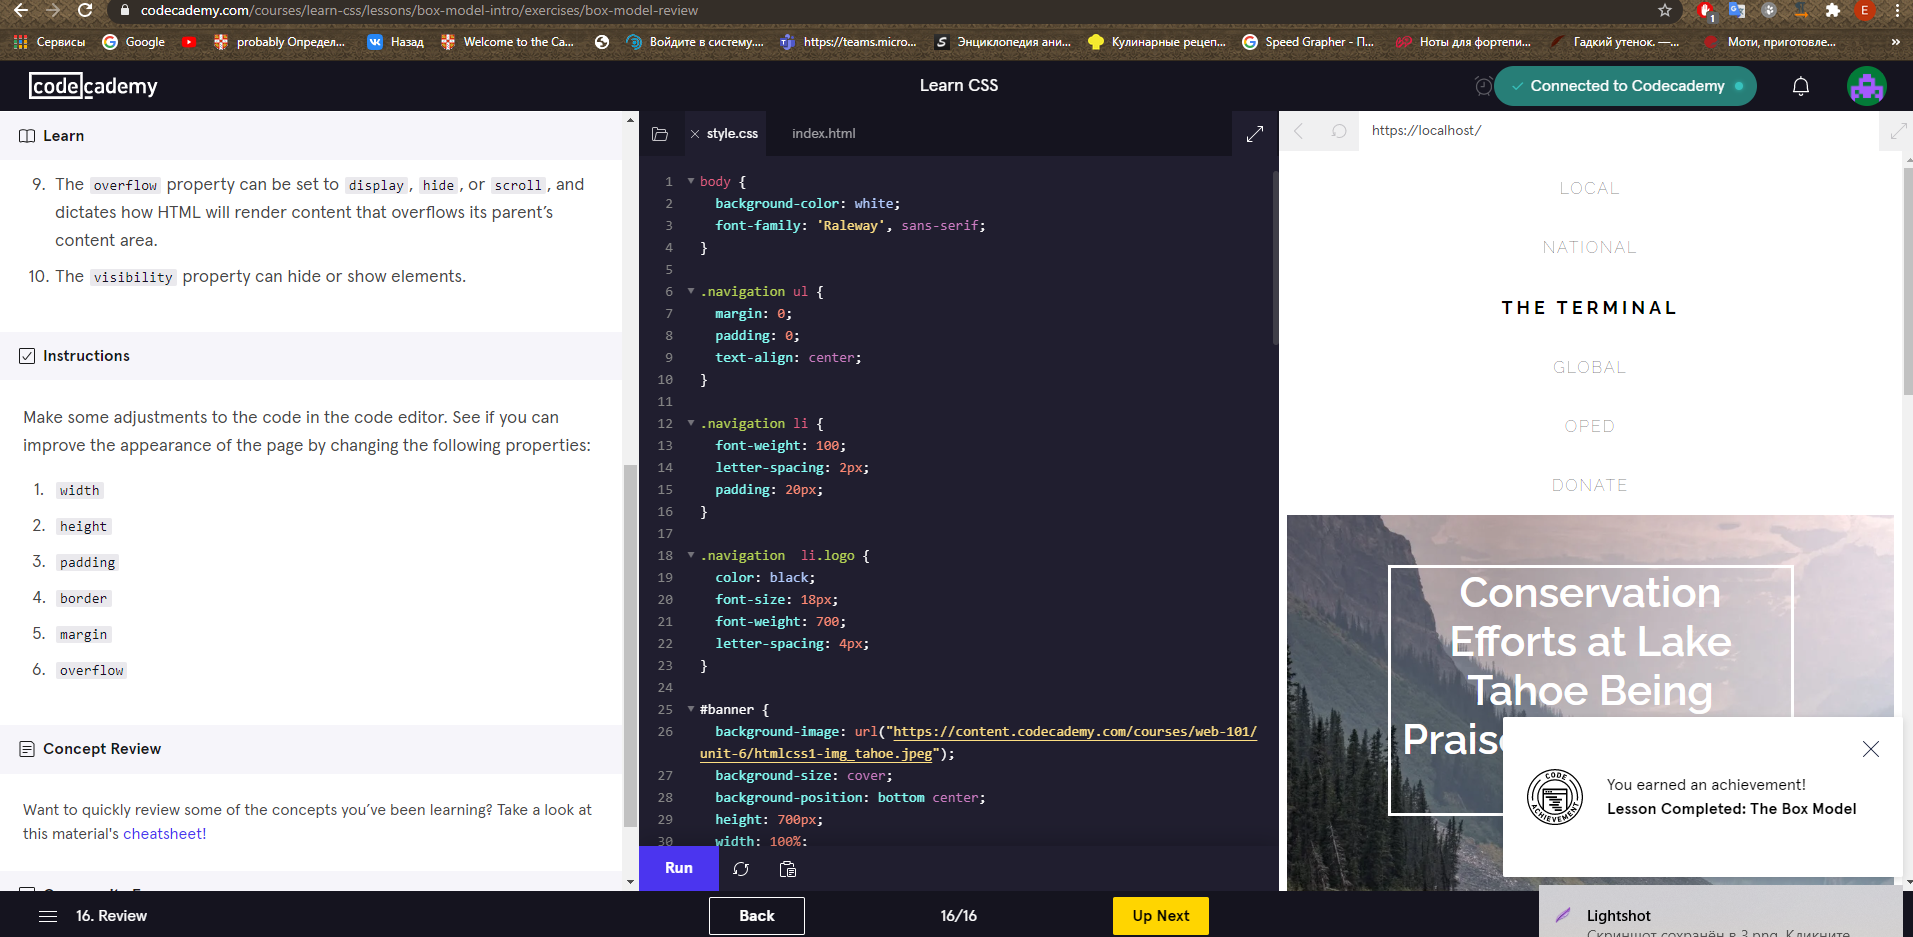 codecademy.com/courses/learn-css/lessons/box-model-intro/exercises/box-model-review
1
E
Сервисы
Google
probably Определ...
Назад
Welcome to the Ca...
Войдите в систему....
https://teams.micro...
Энциклопедия ани...
Кулинарные рецеп...
Speed Grapher - П...
Ноты для фортепи...
Гадкий утенок. —...
Моти, приготовле...
»
codecademy
Learn CSS
Connected to Codecademy
Learn
9. The overflow property can be set to display, hide, or scroll, and
dictates how HTML will render content that overflows its parent’s
content area.
10. The visibility property can hide or show elements.
Instructions
Make some adjustments to the code in the code editor. See if you can
improve the appearance of the page by changing the following properties:
1. width
2. height
3. padding
4. border
5. margin
6. overflow
Concept Review
Want to quickly review some of the concepts you’ve been learning? Take a look at
this material's cheatsheet!
style.css
index.html
1 body {
2 background-color: white;
3 font-family: 'Raleway', sans-serif;
4 }
5
6 .navigation ul {
7 margin: 0;
8 padding: 0;
9 text-align: center;
10 }
11
12 .navigation li {
13 font-weight: 100;
14 letter-spacing: 2px;
15 padding: 20px;
16 }
17
18 .navigation  li.logo {
19 color: black;
20 font-size: 18px;
21 font-weight: 700;
22 letter-spacing: 4px;
23 }
24
25 #banner {
26 background-image: url("https://content.codecademy.com/courses/web-101/
unit-6/htmlcss1-img_tahoe.jpeg");
27 background-size: cover;
28 background-position: bottom center;
29 height: 700px;
30 width: 100%;
Run
https://localhost/
LOCAL
NATIONAL
THE TERMINAL
GLOBAL
OPED
DONATE
Conservation
Efforts at Lake
Tahoe Being
CODE
ACHIEVEMENT
You earned an achievement!
Lesson Completed: The Box Model
16. Review
Back
16/16
Up Next
Lightshot
Скриншот сохранён в 3.png. Кликните